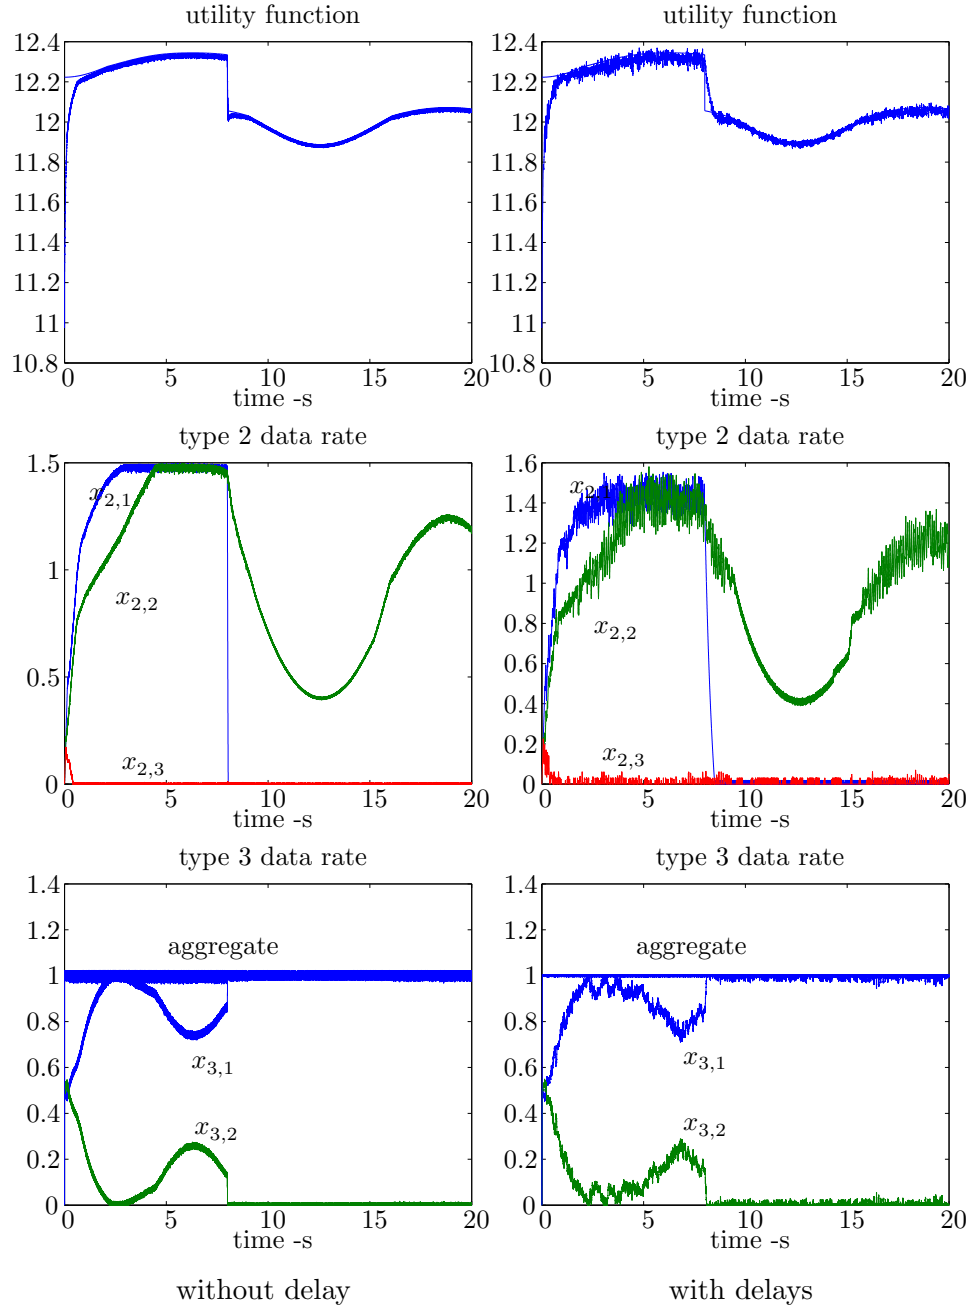 utility function
utility function
12.4
12.2
12
11.8
11.6
11.4
11.2
11
10.8
0
5
10
15
20
time -s
12.4
12.2
12
11.8
11.6
11.4
11.2
11
10.8
0
5
10
15
20
time -s
type 2 data rate
1.5
1
0.5
0
x2,1
x2,2
x2,3
0
5
10
15
20
time -s
type 2 data rate
1.6
1.4
1.2
1
0.8
0.6
0.4
0.2
0
x2,
x2,2
x2,3
0
5
10
15
20
time -s
type 3 data rate
1.4
1.2
1
0.8
0.6
0.4
0.2
0
aggregate
x3,1
x3,2
0
5
10
15
20
time -s
type 3 data rate
1.4
1.2
1
0.8
0.6
0.4
0.2
0
aggregate
x3,1
x3,2
0
5
10
15
20
time -s
without delay
with delays